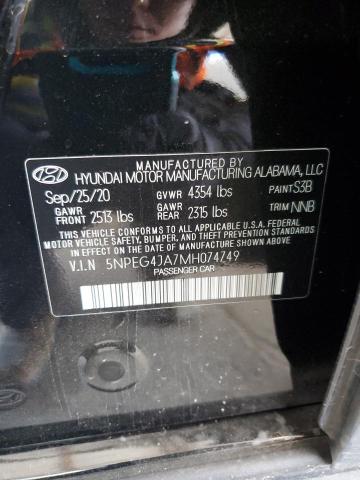 MANUFACTURED BY
HYUNDAI MOTOR MANUFACTURING ALABAMA, LLC
Sep/25/20 GVWR 4354 lbs PAINT S3B
GAWR FRONT 2513 lbs GAWR REAR 2315 lbs TRIM NNB
THIS VEHICLE CONFORMS TO ALL APPLICABLE U.S.A. FEDERAL
MOTOR VEHICLE SAFETY, BUMPER, AND THEFT PREVENTION
STANDARDS IN EFFECT ON THE DATE OF MANUFACTURE SHOWN ABOVE.
V.I.N 5NPEG4JA7MH074749
PASSENGER CAR